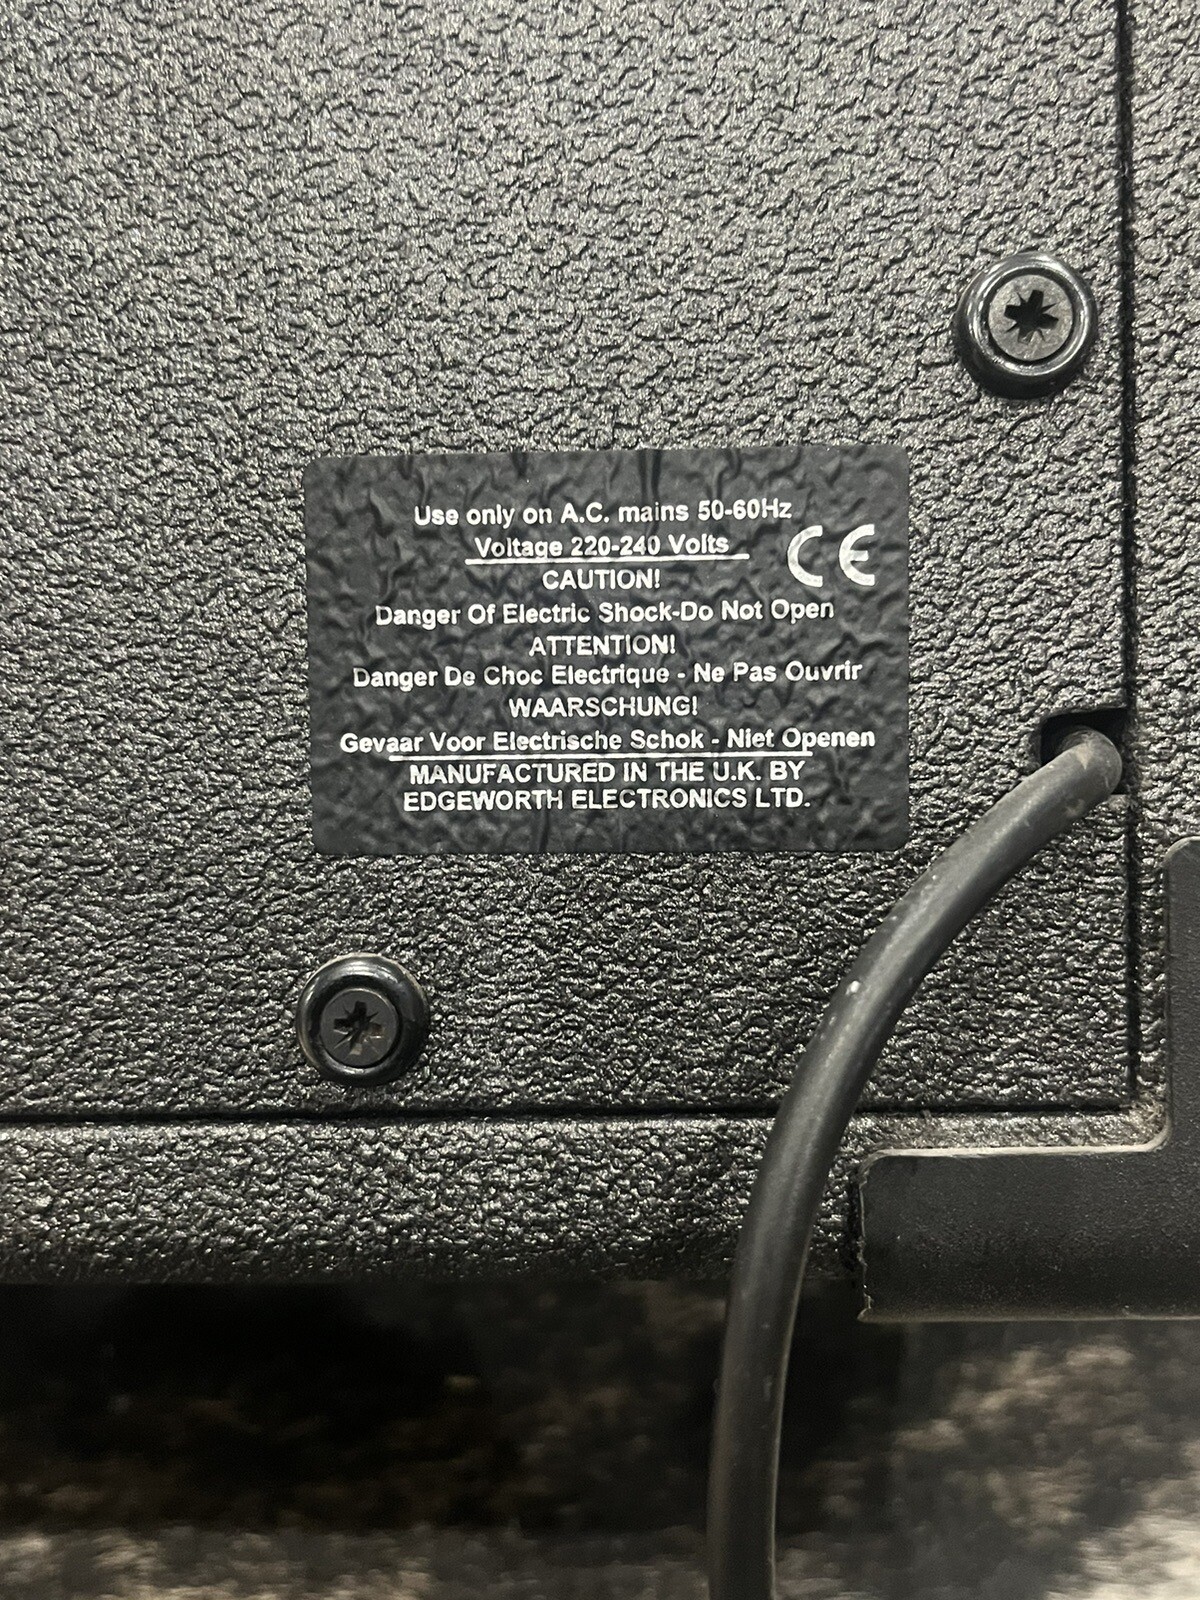 Use only on A.C. mains 50-60Hz
Voltage 220-240 Volts
CE
CAUTION!
Danger Of Electric Shock-Do Not Open
ATTENTION!
Danger De Choc Electrique - Ne Pas Ouvrir
WAARSCHUNG!
Gevaar Voor Electrische Schok - Niet Openen
MANUFACTURED IN THE U.K. BY
EDGEWORTH ELECTRONICS LTD.